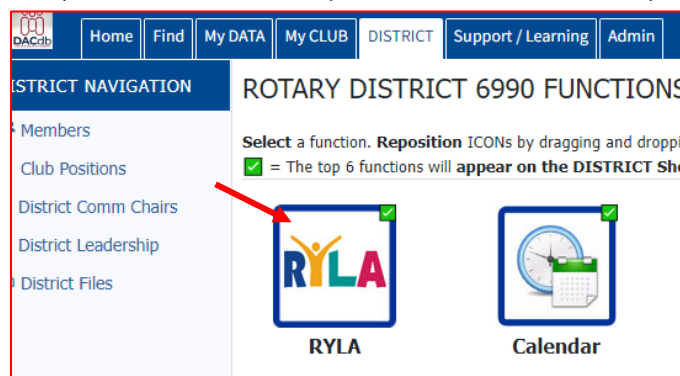 DACdb
Home Find My DATA My CLUB DISTRICT Support / Learning Admin
ISTRICT NAVIGATION
Members
Club Positions
District Comm Chairs
District Leadership
District Files
ROTARY DISTRICT 6990 FUNCTIONS
Select a function. Reposition ICONs by dragging and droppi
= The top 6 functions will appear on the DISTRICT Sho
RYLA
RYLA
Calendar